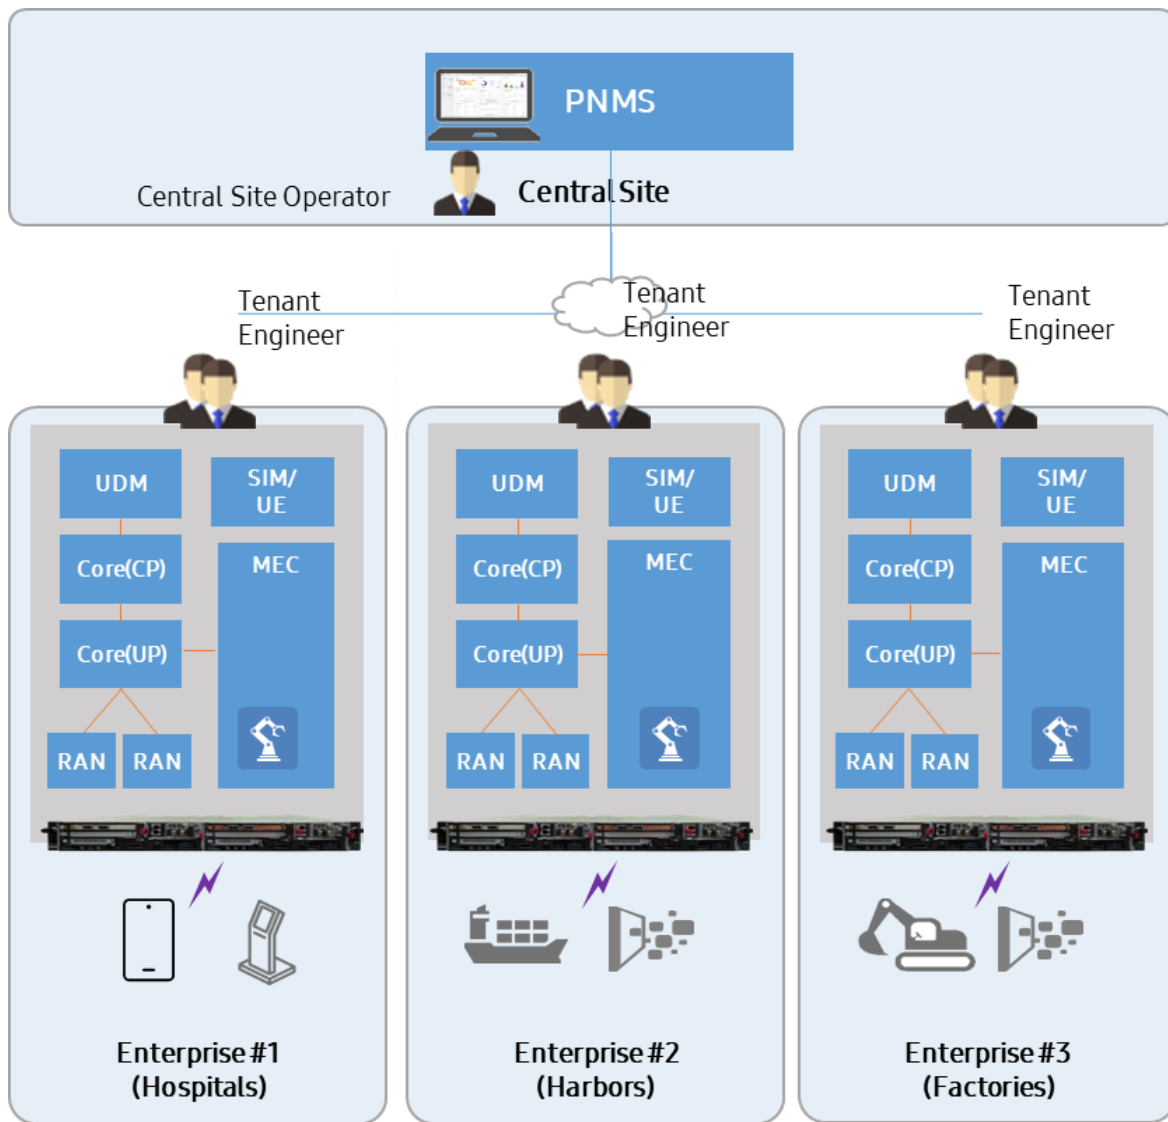 PNMS
Central Site Operator
Central Site
Tenant
Engineer
Tenant
Engineer
Tenant
Engineer
UDM
SIM/
UE
Core(CP)
MEC
Core(UP)
RAN
RAN
Enterprise #1
(Hospitals)
UDM
SIM/
UE
Core(CP)
MEC
Core(UP)
RAN
RAN
Enterprise #2
(Harbors)
UDM
SIM/
UE
Core(CP)
MEC
Core(UP)
RAN
RAN
Enterprise #3
(Factories)